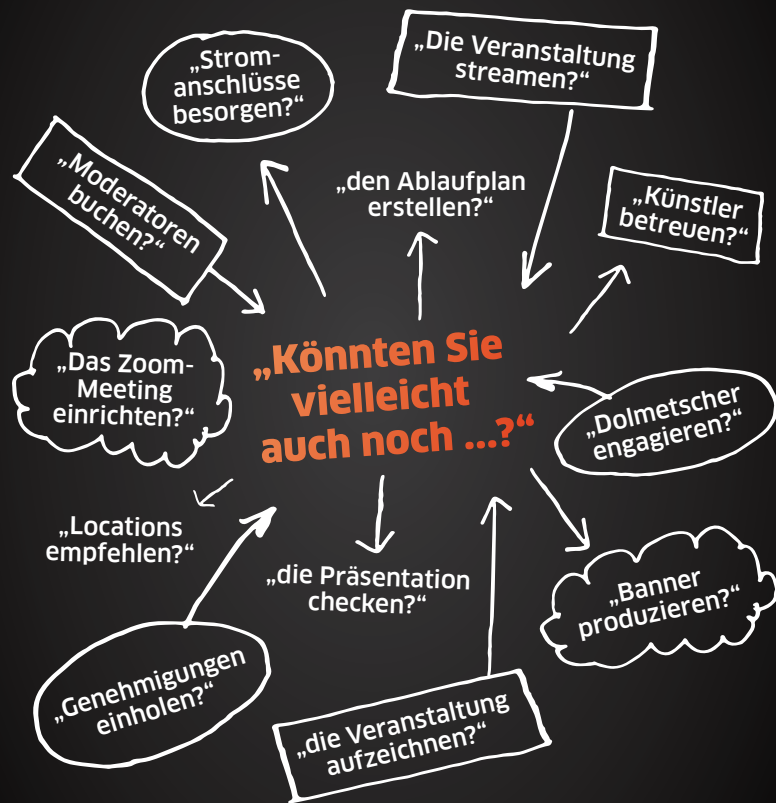 „Strom-
anschlüsse
besorgen?“
„Die Veranstaltung
streamen?“
„Moderatoren
buchen?“
„den Ablaufplan
erstellen?“
„Künstler
betreuen?“
„Das Zoom-
Meeting
einrichten?“
„Könnten Sie
vielleicht
auch noch ...?“
„Dolmetscher
engagieren?“
„Locations
empfehlen?“
„die Präsentation
checken?“
„Banner
produzieren?“
„Genehmigungen
einholen?“
„die Veranstaltung
aufzeichnen?“